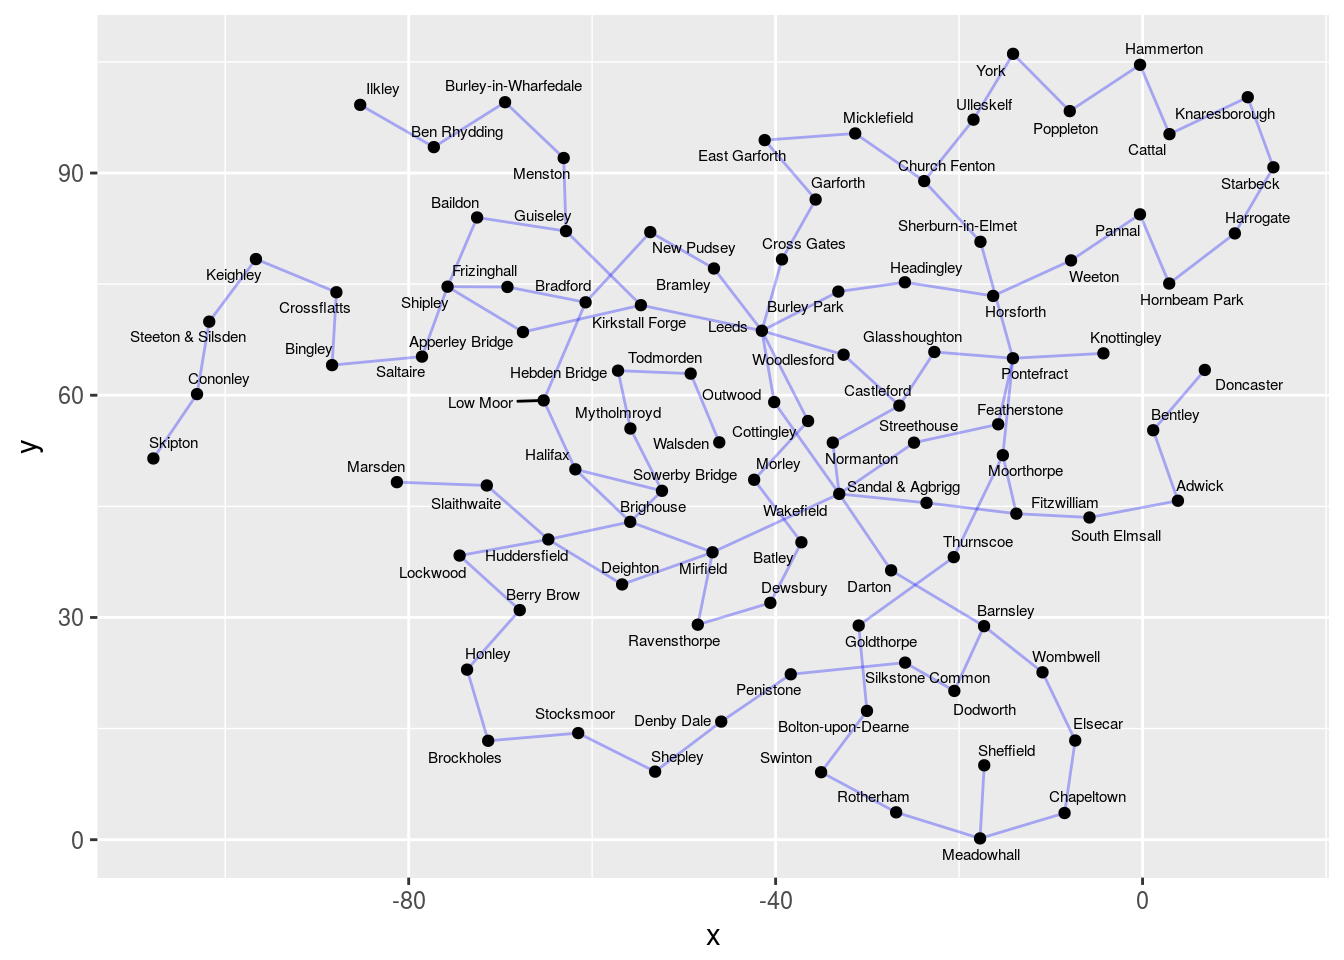 Hammerton
York
Ilkley
Burley-in-Wharfedale
Ulleskelf
Knaresborough
Micklefield
Poppleton
Ben Rhydding
Cattal
East Garforth
Church Fenton
Menston
Garforth
Starbeck
90
Baildon
Guiseley
Harrogate
Sherburn-in-Elmet
Pannal
New Pudsey
Cross Gates
Keighley
Frizinghall
Headingley
Weeton
Bradford
Bramley
Hornbeam Park
Shipley
Crossflatts
Burley Park
Horsforth
Kirkstall Forge
Leeds
Steeton & Silsden
Apperley Bridge
Glasshoughton
Knottingley
Bingley
Todmorden
Woodlesford
Saltaire
Hebden Bridge
Pontefract
Cononley
Doncaster
60
Outwood
Castleford
Low Moor
Mytholmroyd
Featherstone
Bentley
Cottingley
Streethouse
Skipton
Walsden
Halifax
Normanton
Marsden
Morley
Moorthorpe
Sowerby Bridge
Sandal & Agbrigg
Adwick
y
Slaithwaite
Brighouse
Wakefield
Fitzwilliam
South Elmsall
Thurnscoe
Huddersfield
Batley
Lockwood
Deighton
Mirfield
Darton
Dewsbury
Berry Brow
Barnsley
30
Ravensthorpe
Goldthorpe
Honley
Wombwell
Silkstone Common
Penistone
Dodworth
Stocksmoor
Denby Dale
Bolton-upon-Dearne
Elsecar
Brockholes
Shepley
Swinton
Sheffield
Rotherham
Chapeltown
0
Meadowhall
-80
-40
0
x